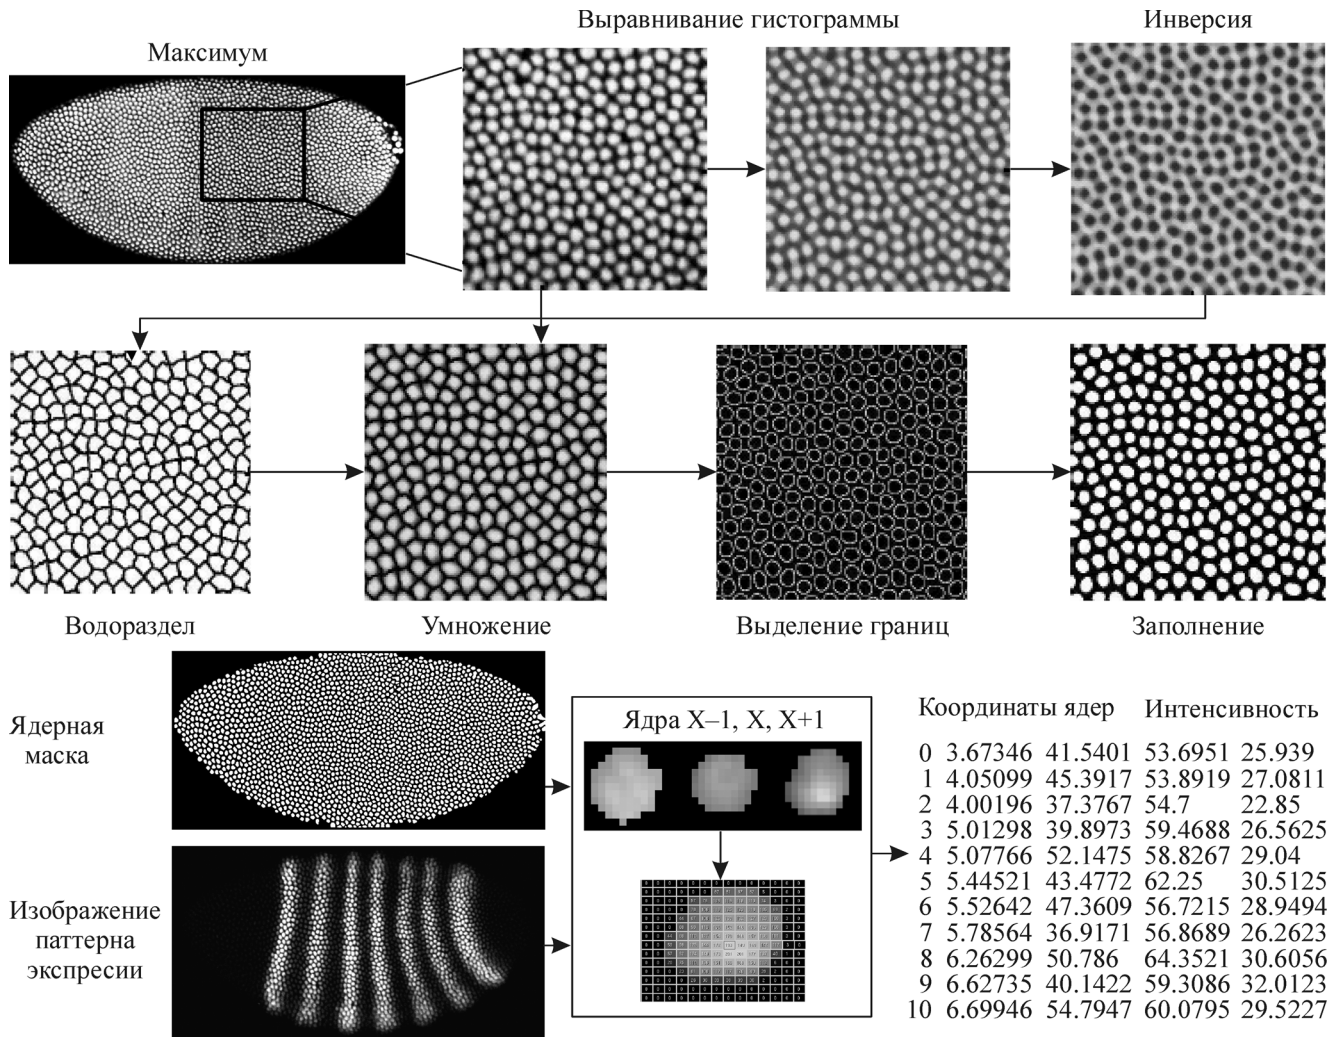 Выравнивание гистограммы
Инверсия
Максимум
Водораздел
Умножение
Выделение границ
Заполнение
Ядерная
маска
Ядра X–1, X, X+1
Изображение
паттерна
экспресии
Координаты ядер Интенсивность
0 3.67346 41.5401 53.6951 25.939
1 4.05099 45.3917 53.8919 27.0811
2 4.00196 37.3767 54.7 22.85
3 5.01298 39.8973 59.4688 26.5625
4 5.07766 52.1475 58.8267 29.04
5 5.44521 43.4772 62.25 30.5125
6 5.52642 47.3609 56.7215 28.9494
7 5.78564 36.9171 56.8689 26.2623
8 6.26299 50.786 64.3521 30.6056
9 6.62735 40.1422 59.3086 32.0123
10 6.69946 54.7947 60.0795 29.5227